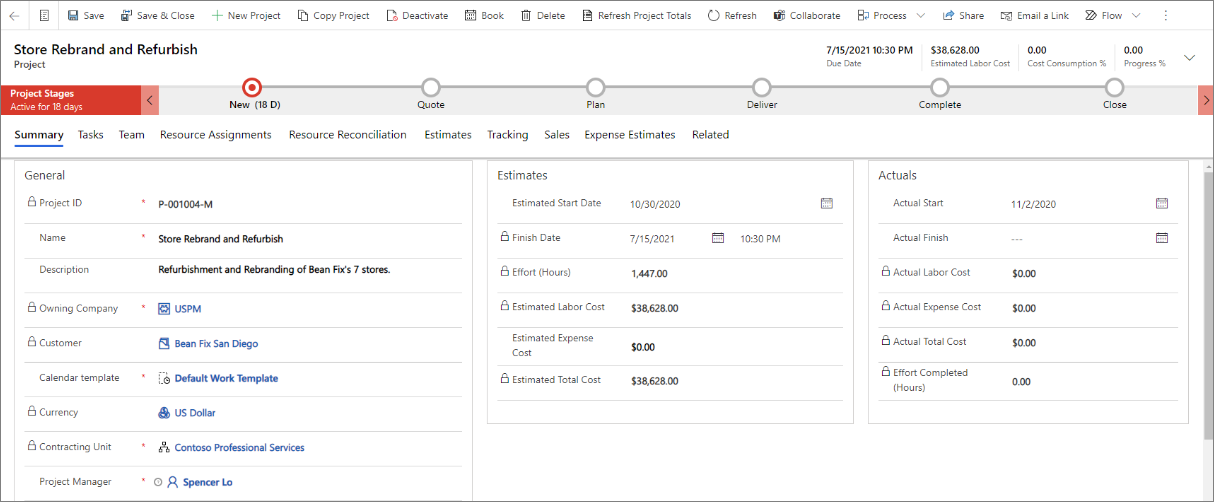 Save Save & Close New Project Copy Project Deactivate Book Delete Refresh Project Totals Refresh Collaborate Process Share Email a Link Flow
Store Rebrand and Refurbish
Project
7/15/2021 10:30 PM $38,628.00 0.00 0.00
Due Date Estimated Labor Cost Cost Consumption % Progress %
Project Stages
Active for 18 days
New (18 D) Quote Plan Deliver Complete Close
Summary Tasks Team Resource Assignments Resource Reconciliation Estimates Tracking Sales Expense Estimates Related
General
Project ID * P-001004-M
Name * Store Rebrand and Refurbish
Description Refurbishment and Rebranding of Bean Fix's 7 stores.
Owning Company * USPM
Customer Bean Fix San Diego
Calendar template * Default Work Template
Currency * US Dollar
Contracting Unit * Contoso Professional Services
Project Manager * Spencer Lo
Estimates
Estimated Start Date 10/30/2020
Finish Date 7/15/2021 10:30 PM
Effort (Hours) 1,447.00
Estimated Labor Cost $38,628.00
Estimated Expense
Cost $0.00
Estimated Total Cost $38,628.00
Actuals
Actual Start 11/2/2020
Actual Finish ---
Actual Labor Cost $0.00
Actual Expense Cost $0.00
Actual Total Cost $0.00
Effort Completed
(Hours) 0.00